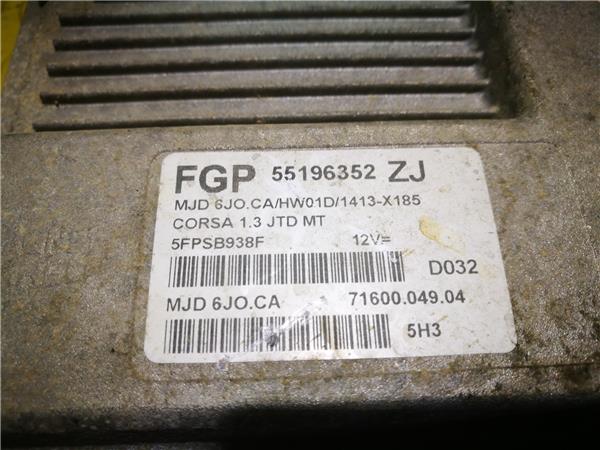 FGP 55196352 ZJ
MJD 6JO.CA/HW01D/1413-X185
CORSA 1.3 JTD MT
5FPSB938F 12V=
D032
MJD 6JO.CA 71600.049.04
5H3